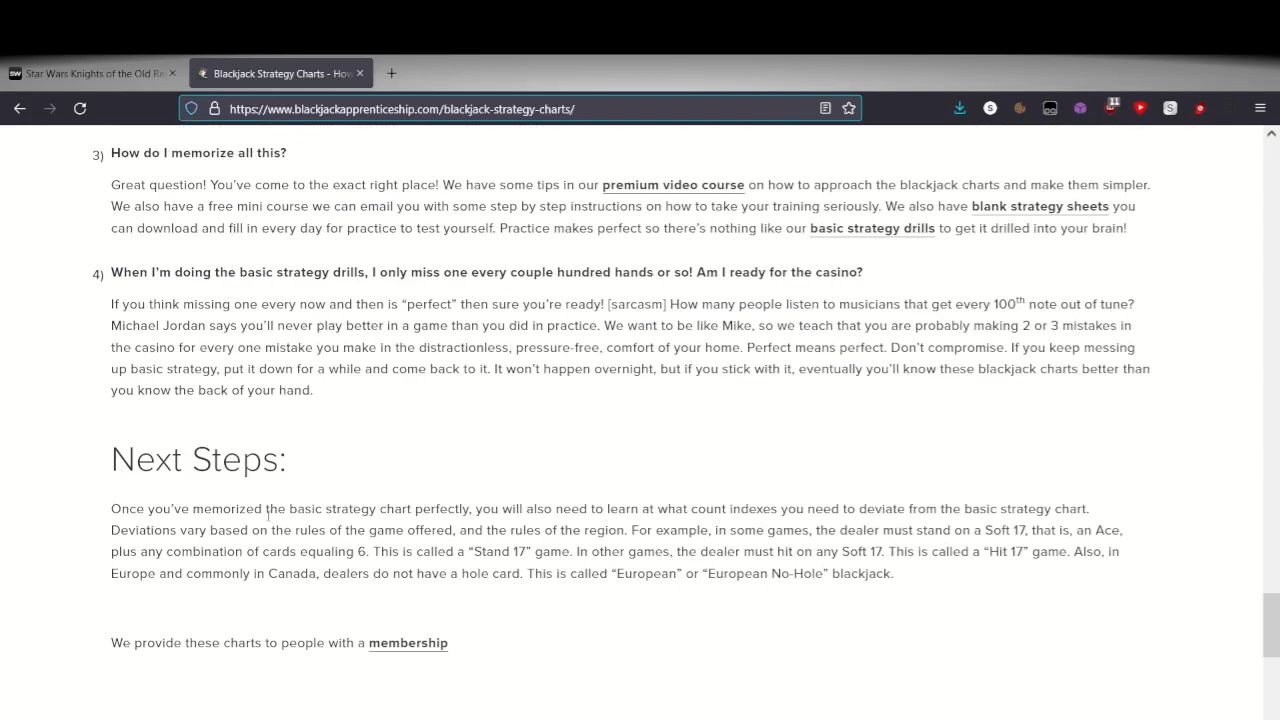 Star Wars Knights of the Old Re
Blackjack Strategy Charts - How
https://www.blackjackapprenticeship.com/blackjack-strategy-charts/
3) How do I memorize all this?
Great question! You've come to the exact right place! We have some tips in our premium video course on how to approach the blackjack charts and make them simpler.
We also have a free mini course we can email you with some step by step instructions on how to take your training seriously. We also have blank strategy sheets you
can download and fill in every day for practice to test yourself. Practice makes perfect so there's nothing like our basic strategy drills to get it drilled into your brain!
4) When I'm doing the basic strategy drills, I only miss one every couple hundred hands or so! Am I ready for the casino?
If you think missing one every now and then is “perfect” then sure you're ready! [sarcasm] How many people listen to musicians that get every 100th note out of tune?
Michael Jordan says you'll never play better in a game than you did in practice. We want to be like Mike, so we teach that you are probably making 2 or 3 mistakes in
the casino for every one mistake you make in the distractionless, pressure-free, comfort of your home. Perfect means perfect. Don't compromise. If you keep messing
up basic strategy, put it down for a while and come back to it. It won't happen overnight, but if you stick with it, eventually you'll know these blackjack charts better than
you know the back of your hand.
Next Steps:
Once you've memorized the basic strategy chart perfectly, you will also need to learn at what count indexes you need to deviate from the basic strategy chart.
Deviations vary based on the rules of the game offered, and the rules of the region. For example, in some games, the dealer must stand on a Soft 17, that is, an Ace,
plus any combination of cards equaling 6. This is called a “Stand 17” game. In other games, the dealer must hit on any Soft 17. This is called a “Hit 17” game. Also, in
Europe and commonly in Canada, dealers do not have a hole card. This is called “European” or “European No-Hole” blackjack.
We provide these charts to people with a membership